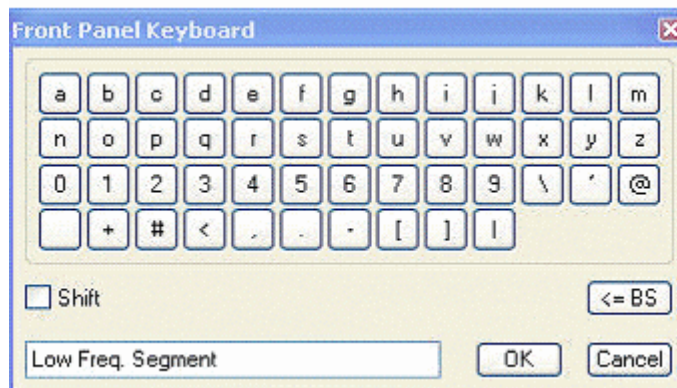 Front Panel Keyboard
a b c d e f g h i j k l m
n o p q r s t u v w x y z
0 1 2 3 4 5 6 7 8 9 \ ' @
+ # < , . - [ ] |
Shift
<= BS
Low Freq. Segment
OK
Cancel